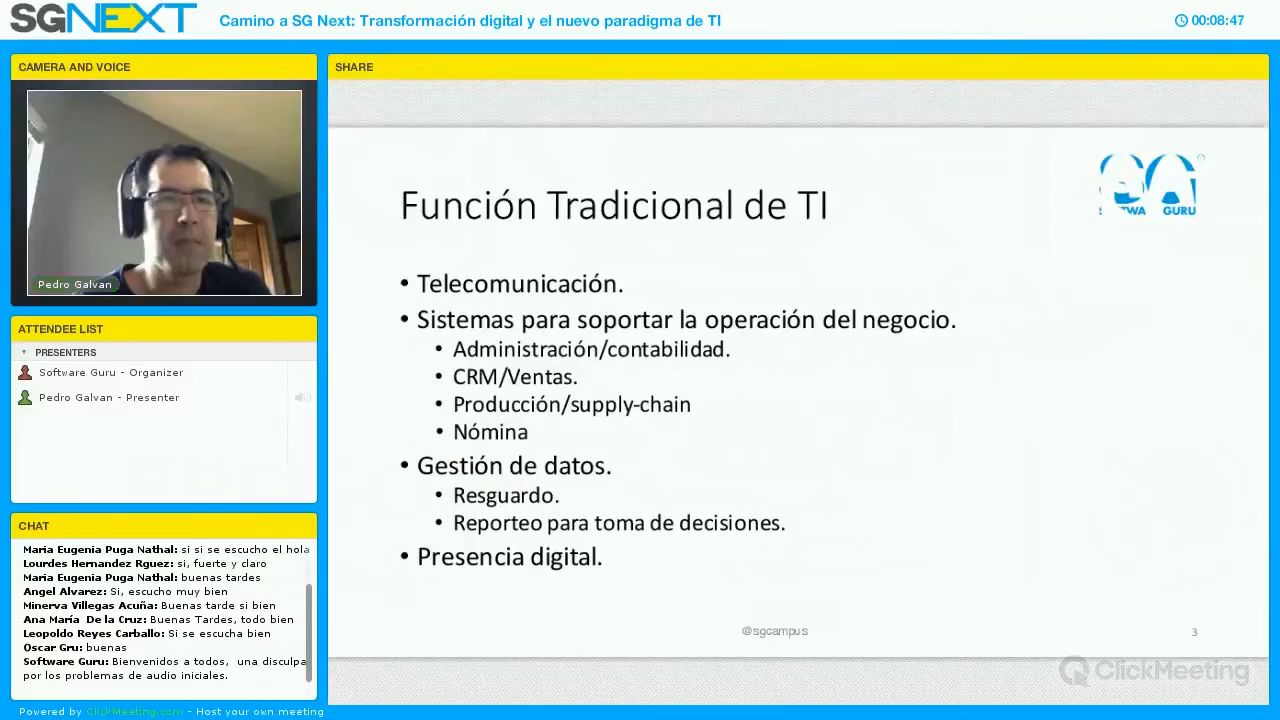 SGNEXT
Camino a SG Next: Transformación digital y el nuevo paradigma de TI
00:08:47
CAMERA AND VOICE
Pedro Galvan
ATTENDEE LIST
PRESENTERS
Software Guru - Organizer
Pedro Galvan - Presenter
CHAT
Maria Eugenia Puga Nathal: si si se escucho el hola
Lourdes Hernandez Rguez: si, fuerte y claro
Maria Eugenia Puga Nathal: buenas tardes
Angel Alvarez: Si, escucho muy bien
Minerva Villegas Acuña: Buenas tarde si bien
Ana María De la Cruz: Buenas Tardes, todo bien
Leopoldo Reyes Carballo: Si se escucha bien
Oscar Gru: buenas
Software Guru: Bienvenidos a todos, una disculpa
por los problemas de audio iniciales.
SHARE
Función Tradicional de TI
• Telecomunicación.
• Sistemas para soportar la operación del negocio.
• Administración/contabilidad.
• CRM/Ventas.
• Producción/supply-chain
• Nómina
• Gestión de datos.
• Resguardo.
• Reporteo para toma de decisiones.
• Presencia digital.
GURU
@sgcampus
3
ClickMeeting
Powered by ClickMeeting.com - Host your own meeting